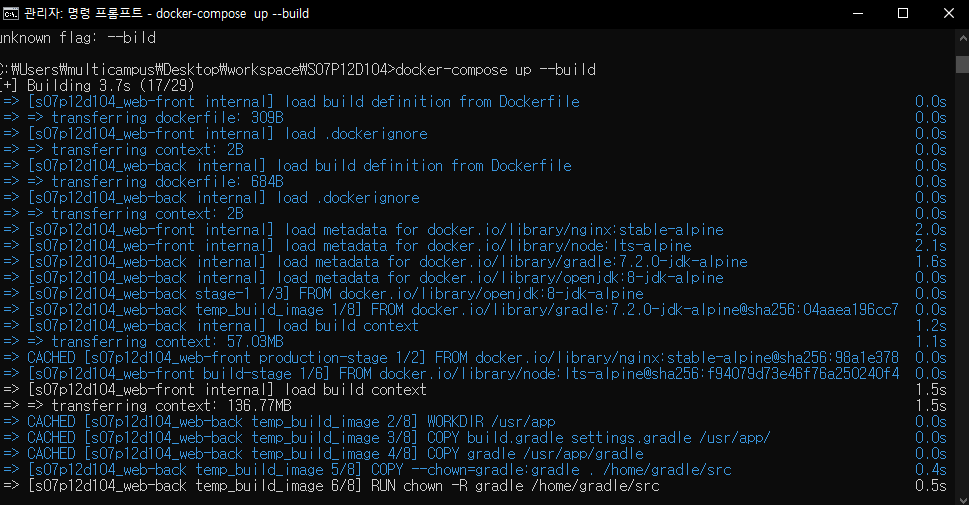 관리자: 명령 프롬프트 - docker-compose  up --build
unknown flag: --bild
C:\Users\multicampus\Desktop\workspace\S07P12D104>docker-compose up --build
[+] Building 3.7s (17/29)
=> [s07p12d104_web-front internal] load build definition from Dockerfile 0.0s
=> => transferring dockerfile: 309B 0.0s
=> [s07p12d104_web-front internal] load .dockerignore 0.0s
=> => transferring context: 2B 0.0s
=> [s07p12d104_web-back internal] load build definition from Dockerfile 0.0s
=> => transferring dockerfile: 684B 0.0s
=> [s07p12d104_web-back internal] load .dockerignore 0.0s
=> => transferring context: 2B 0.0s
=> [s07p12d104_web-front internal] load metadata for docker.io/library/nginx:stable-alpine 2.0s
=> [s07p12d104_web-front internal] load metadata for docker.io/library/node:lts-alpine 2.1s
=> [s07p12d104_web-back internal] load metadata for docker.io/library/gradle:7.2.0-jdk-alpine 1.6s
=> [s07p12d104_web-back internal] load metadata for docker.io/library/openjdk:8-jdk-alpine 0.0s
=> [s07p12d104_web-back stage-1 1/3] FROM docker.io/library/openjdk:8-jdk-alpine 0.0s
=> [s07p12d104_web-back temp_build_image 1/8] FROM docker.io/library/gradle:7.2.0-jdk-alpine@sha256:04aaea196cc7 0.0s
=> [s07p12d104_web-back internal] load build context 1.2s
=> => transferring context: 57.03MB 1.1s
=> CACHED [s07p12d104_web-front production-stage 1/2] FROM docker.io/library/nginx:stable-alpine@sha256:98a1e378 0.0s
=> [s07p12d104_web-front build-stage 1/6] FROM docker.io/library/node:lts-alpine@sha256:f94079d73e46f76a250240f4 0.0s
=> [s07p12d104_web-front internal] load build context 1.5s
=> => transferring context: 136.77MB 1.5s
=> CACHED [s07p12d104_web-back temp_build_image 2/8] WORKDIR /usr/app 0.0s
=> CACHED [s07p12d104_web-back temp_build_image 3/8] COPY build.gradle settings.gradle /usr/app/ 0.0s
=> CACHED [s07p12d104_web-back temp_build_image 4/8] COPY gradle /usr/app/gradle 0.0s
=> [s07p12d104_web-back temp_build_image 5/8] COPY --chown=gradle:gradle . /home/gradle/src 0.4s
=> [s07p12d104_web-back temp_build_image 6/8] RUN chown -R gradle /home/gradle/src 0.5s